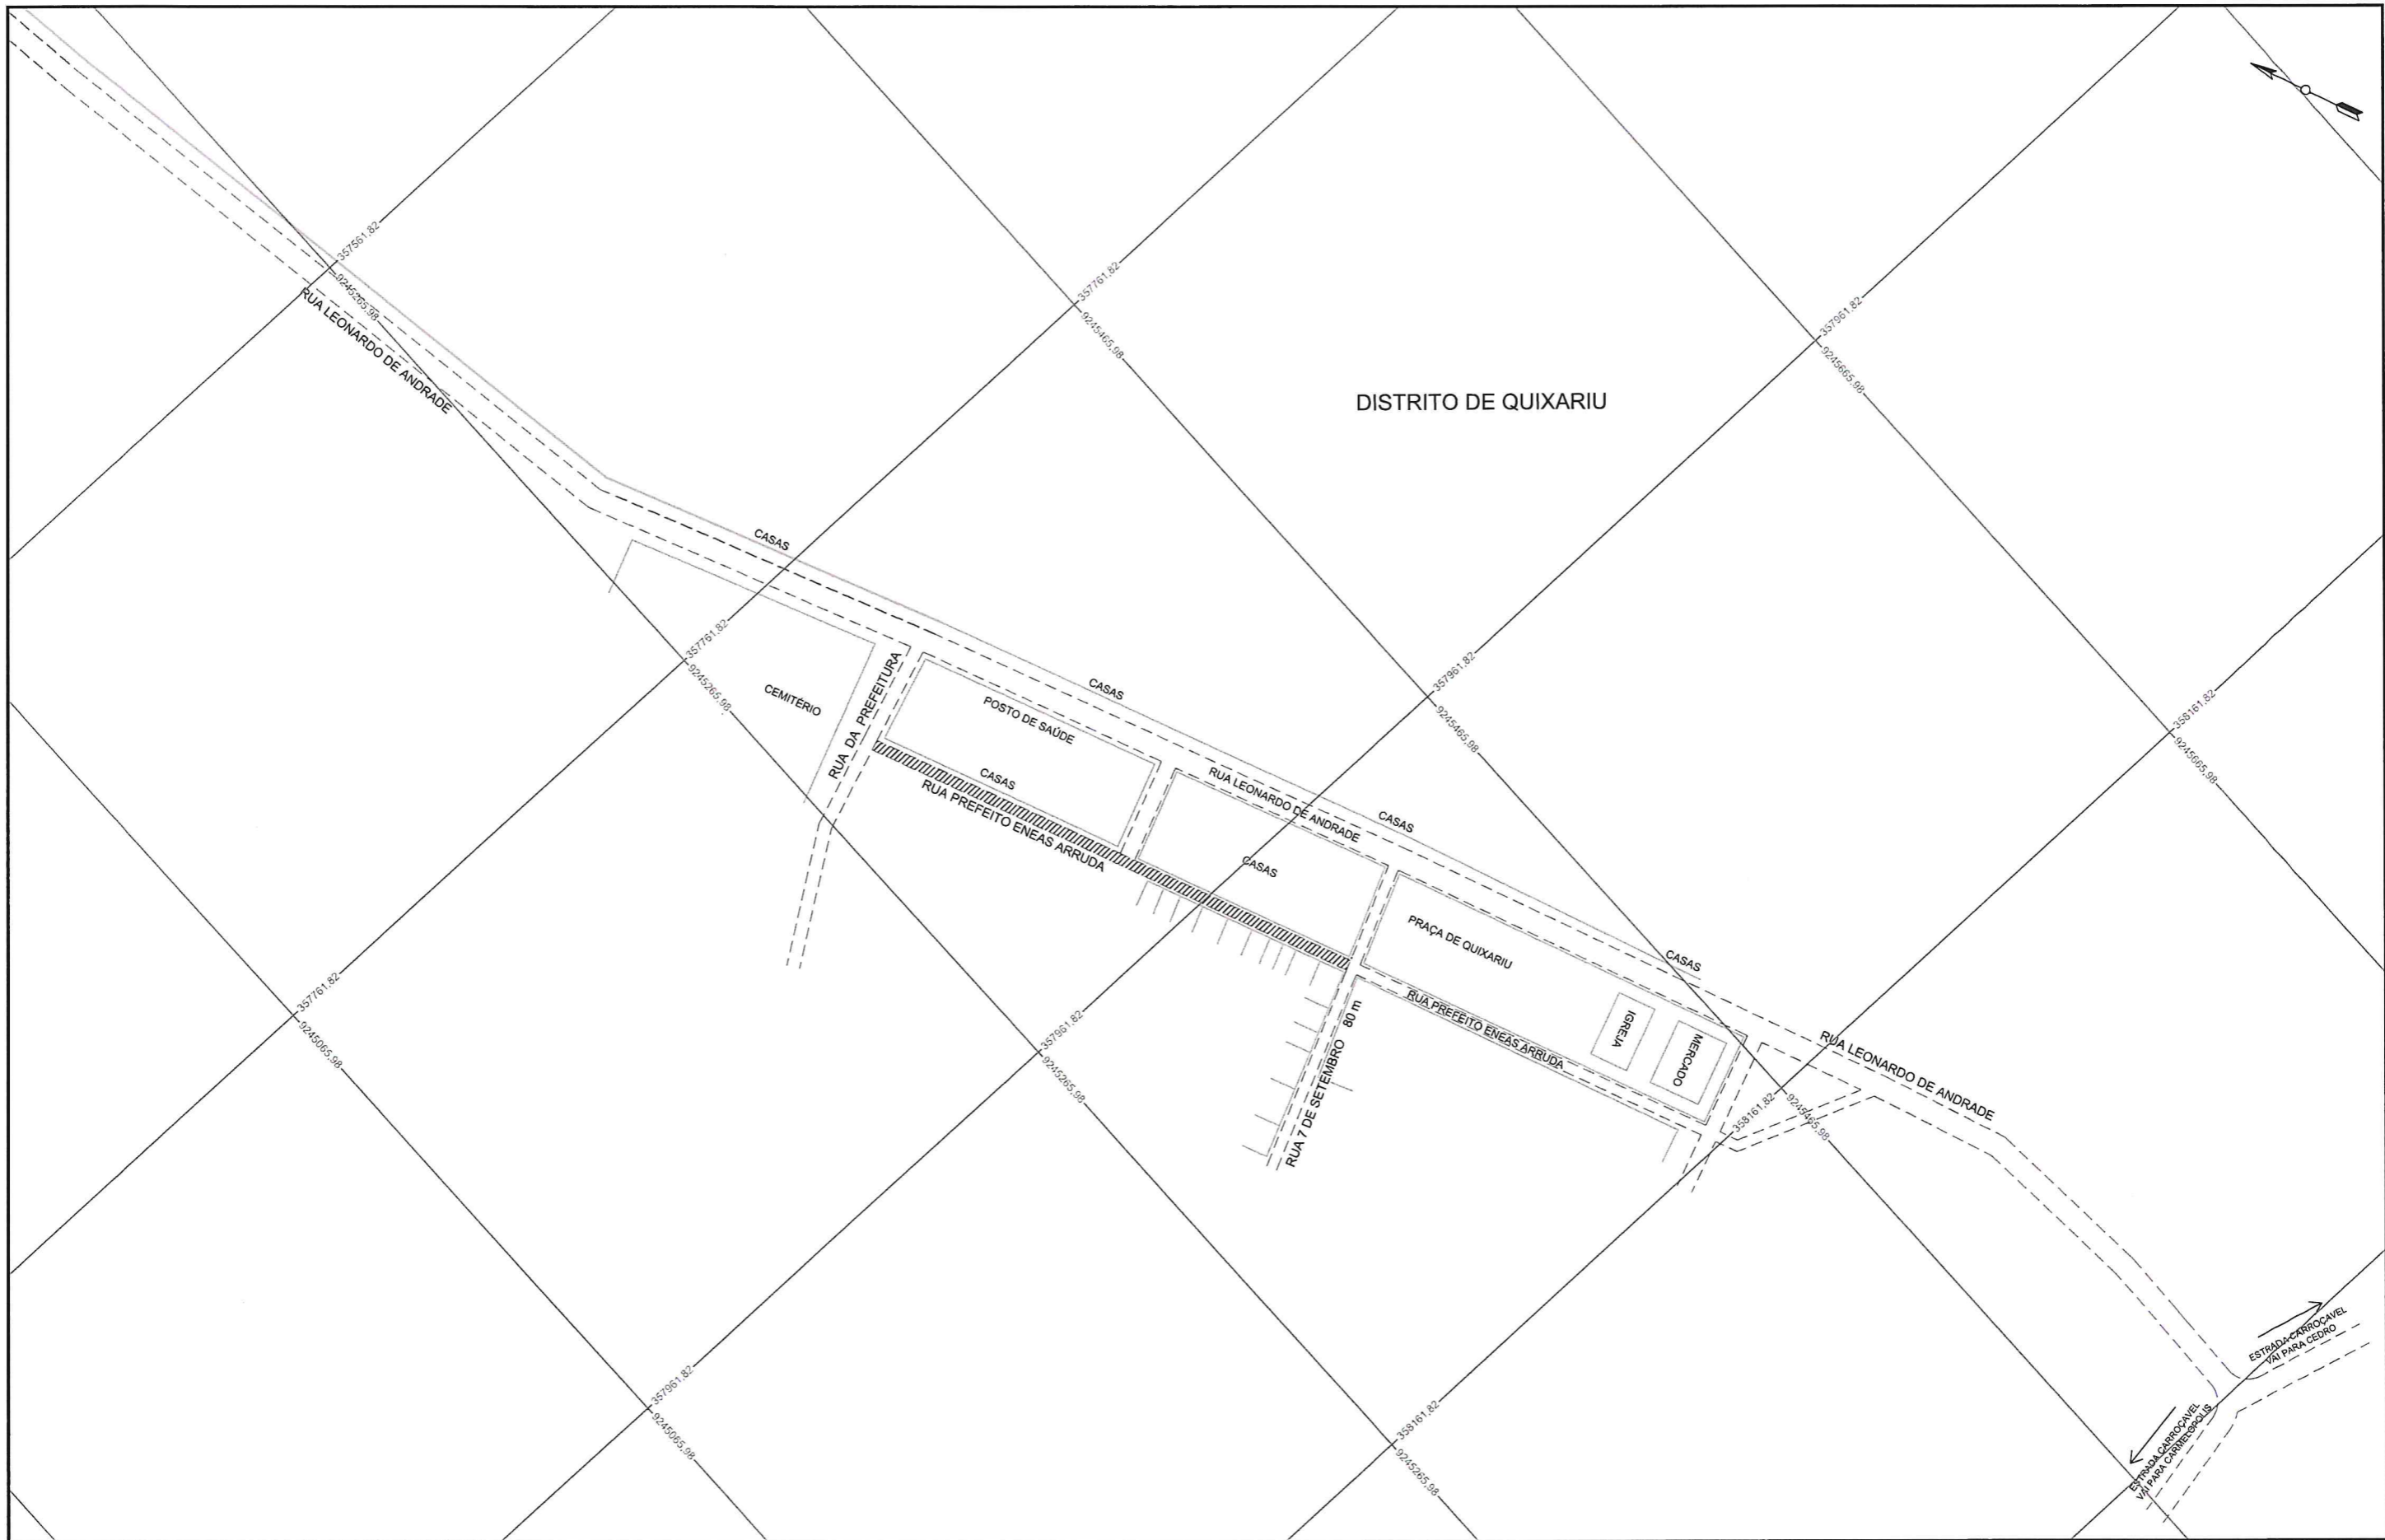 357561,82
9245265,98
RUA LEONARDO DE ANDRADE
357761,82
9245465,98
357961,82
9245665,98
DISTRITO DE QUIXARIU
CASAS
357761,82
9245265,98
CEMITÉRIO
RUA DA PREFEITURA
POSTO DE SAÚDE
CASAS
CASAS
RUA PREFEITO ENEAS ARRUDA
357961,82
9245465,98
358161,82
9245665,98
RUA LEONARDO DE ANDRADE
CASAS
CASAS
PRAÇA DE QUIXARIU
CASAS
IGREJA
MERCADO
RUA PREFEITO ENEAS ARRUDA
RUA 7 DE SETEMBRO 80 m
RUA LEONARDO DE ANDRADE
358161,82
9245465,98
357761,82
9245065,98
357961,82
9245265,98
357961,82
9245065,98
358161,82
9245265,98
ESTRADA CARROÇAVEL
VAI PARA CEDRO
ESTRADA CARROÇAVEL
VAI PARA CARMELOPOLIS